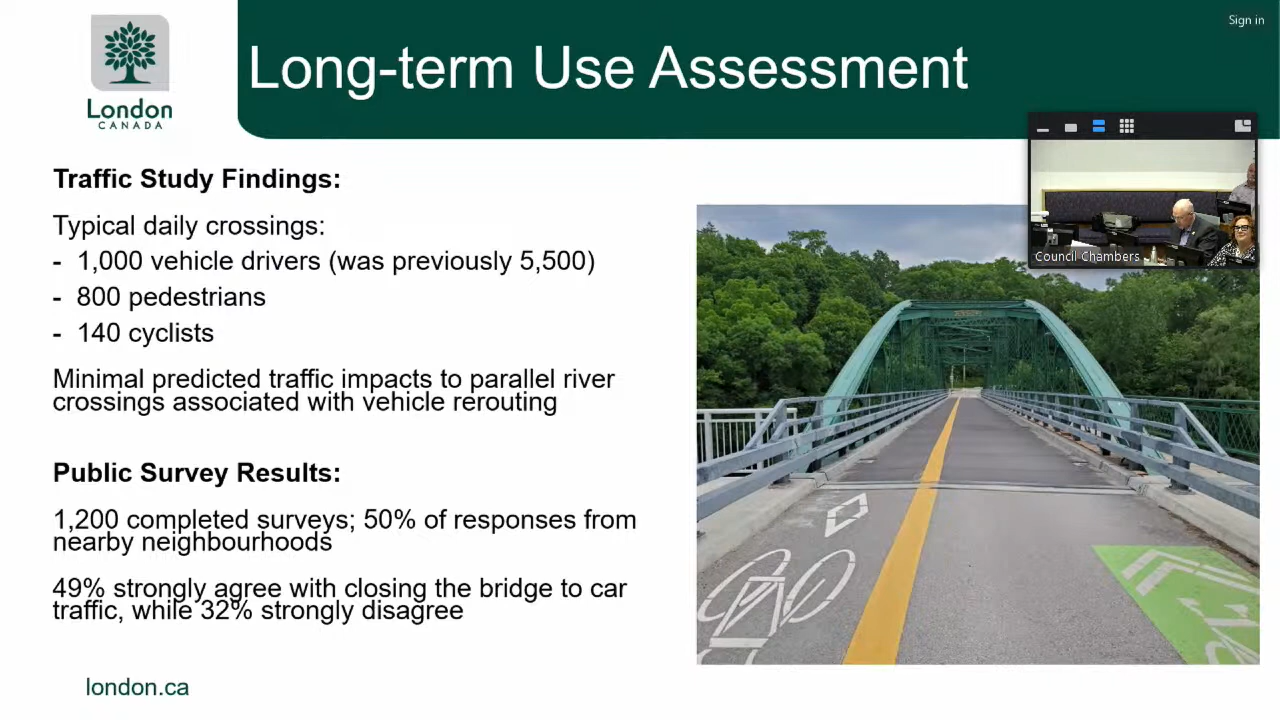 London
CANADA
Long-term Use Assessment
Sign in
Traffic Study Findings:
Typical daily crossings:
- 1,000 vehicle drivers (was previously 5,500)
- 800 pedestrians
- 140 cyclists
Minimal predicted traffic impacts to parallel river
crossings associated with vehicle rerouting
Public Survey Results:
1,200 completed surveys; 50% of responses from
nearby neighbourhoods
49% strongly agree with closing the bridge to car
traffic, while 32% strongly disagree
london.ca
Council Chambers